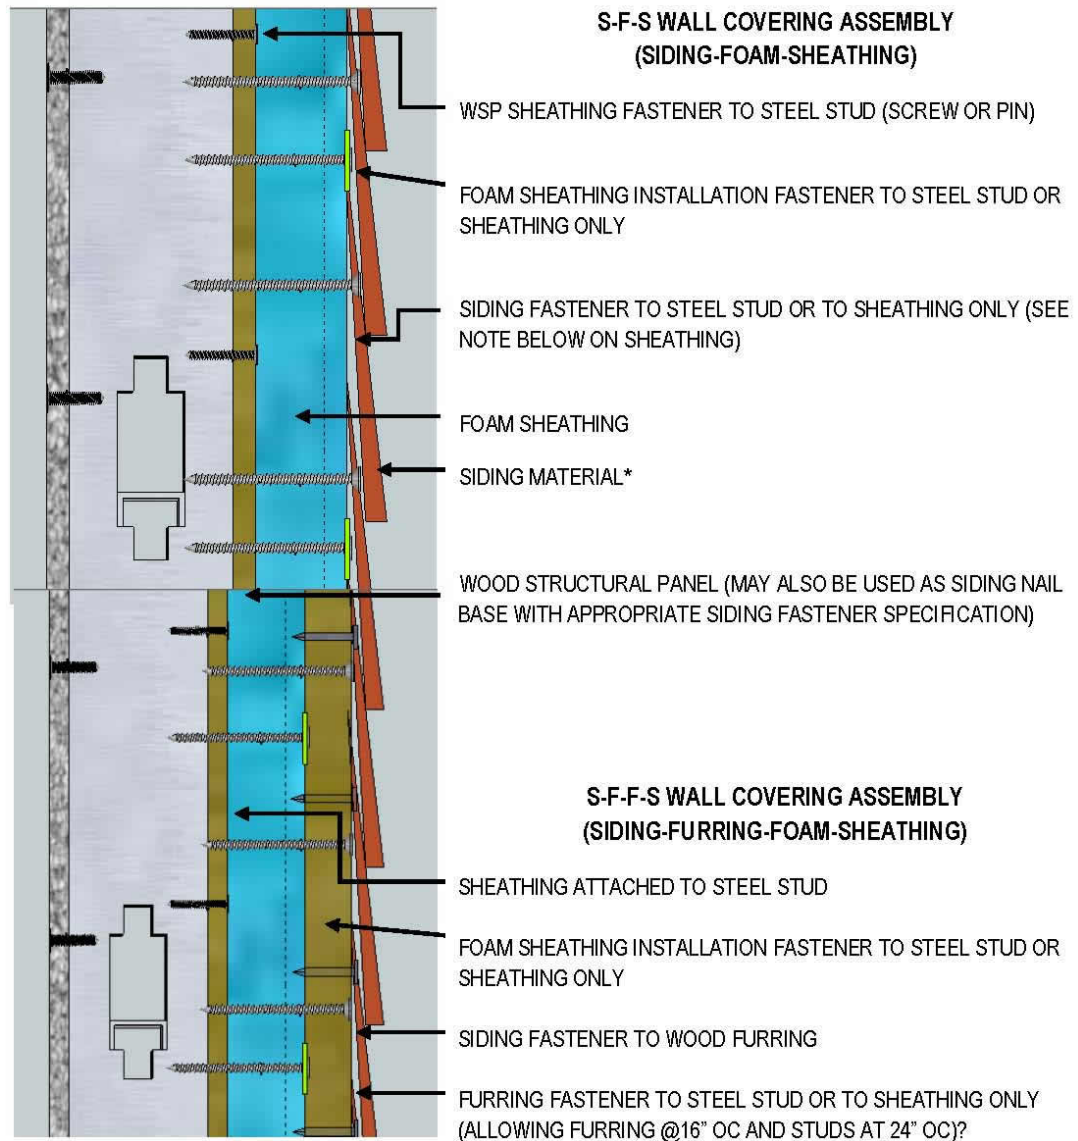 S-F-S WALL COVERING ASSEMBLY
(SIDING-FOAM-SHEATHING)
WSP SHEATHING FASTENER TO STEEL STUD (SCREW OR PIN)
FOAM SHEATHING INSTALLATION FASTENER TO STEEL STUD OR
SHEATHING ONLY
SIDING FASTENER TO STEEL STUD OR TO SHEATHING ONLY (SEE
NOTE BELOW ON SHEATHING)
FOAM SHEATHING
SIDING MATERIAL*
WOOD STRUCTURAL PANEL (MAY ALSO BE USED AS SIDING NAIL
BASE WITH APPROPRIATE SIDING FASTENER SPECIFICATION)
S-F-F-S WALL COVERING ASSEMBLY
(SIDING-FURRING-FOAM-SHEATHING)
SHEATHING ATTACHED TO STEEL STUD
FOAM SHEATHING INSTALLATION FASTENER TO STEEL STUD OR
SHEATHING ONLY
SIDING FASTENER TO WOOD FURRING
FURRING FASTENER TO STEEL STUD OR TO SHEATHING ONLY
(ALLOWING FURRING @16” OC AND STUDS AT 24” OC)?